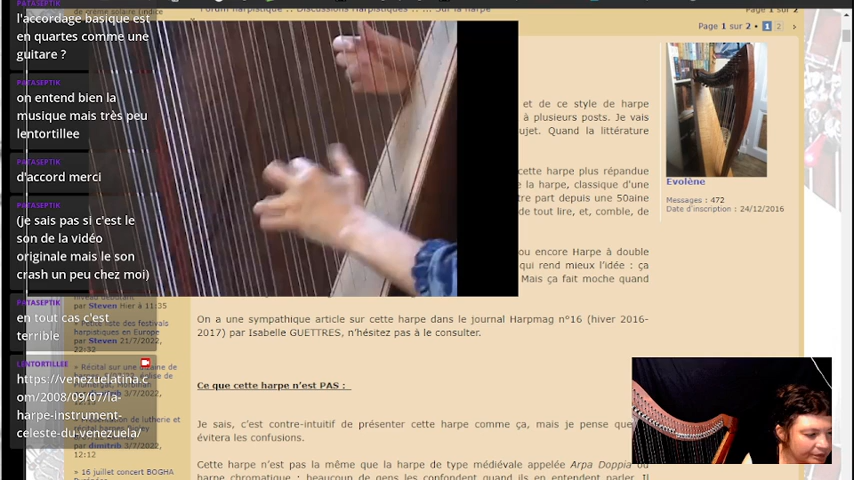 PATASEPTIK
l'accordage basique est
en quartes comme une
guitare ?
PATASEPTIK
on entend bien la
musique mais très peu
lentortillee
PATASEPTIK
d'accord merci
PATASEPTIK
(je sais pas si c'est le
son de la vidéo
originale mais le son
crash un peu chez moi)
PATASEPTIK
en tout cas c'est
terrible
LENTORTILLEE
https://venezuelatina.c
om/2008/09/07/la-
harpe-instrument-
celeste-du-venezuela/
Forum harpistique :: Discussions Harpistiques :: ... Sur la harpe
Page 1 sur 2
Page 1 sur 2 • 1 2 ›
et de ce style de harpe
à plusieurs posts. Je vais
ujet. Quand la littérature
cette harpe plus répandue
e la harpe, classique d'une
tre part depuis une 50aine
de tout lire, et, comble, de
ou encore Harpe à double
qui rend mieux l'idée : ça
Mais ça fait moche quand
On a une sympathique article sur cette harpe dans le journal Harpmag n°16 (hiver 2016-
2017) par Isabelle GUETTRES, n'hésitez pas à le consulter.
Ce que cette harpe n'est PAS :
Je sais, c'est contre-intuitif de présenter cette harpe comme ça, mais je pense que
évitera les confusions.
Cette harpe n'est pas la même que la harpe de type médiévale appelée Arpa Doppia ou
harpe chromatique : beaucoup de gens les confondent quand ils en entendent parler. Il
Evolène
Messages : 472
Date d'inscription : 24/12/2016
par Steven Hier à 11:35
» Petite liste des festivals
harpistiques en Europe
par Steven 21/7/2022,
22:32
3/7/2022,
lutherie et
par dimitrib 3/7/2022,
12:12
» 16 juillet concert BOGHA